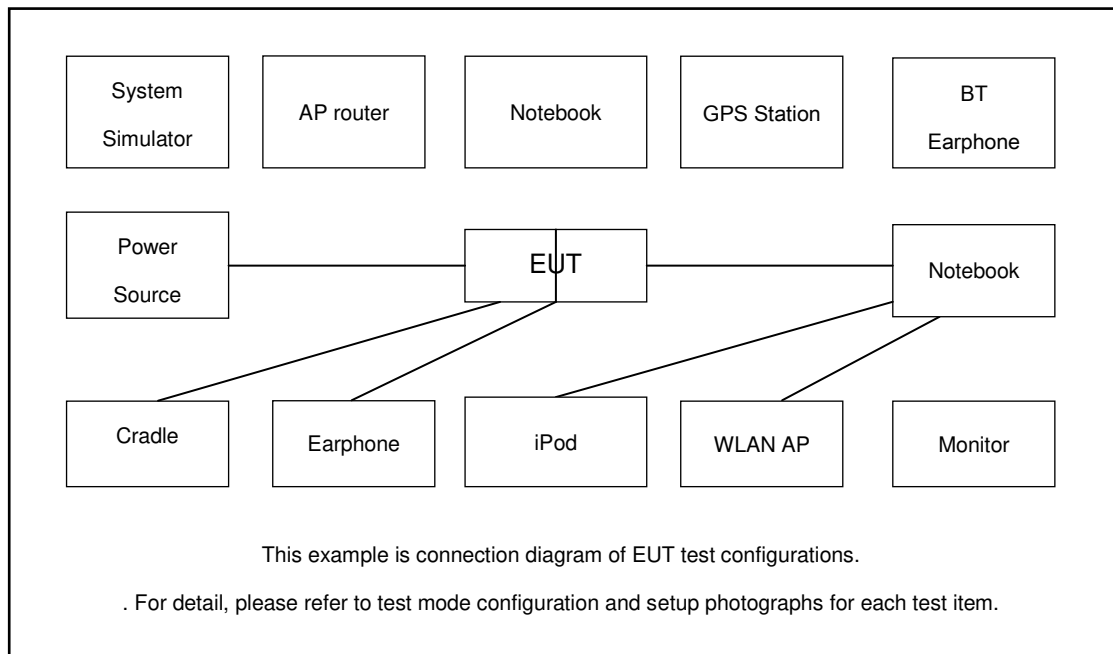 System
Simulator
AP router
Notebook
GPS Station
BT
Earphone
Power
Source
EUT
Notebook
Cradle
Earphone
iPod
WLAN AP
Monitor
This example is connection diagram of EUT test configurations.
. For detail, please refer to test mode configuration and setup photographs for each test item.